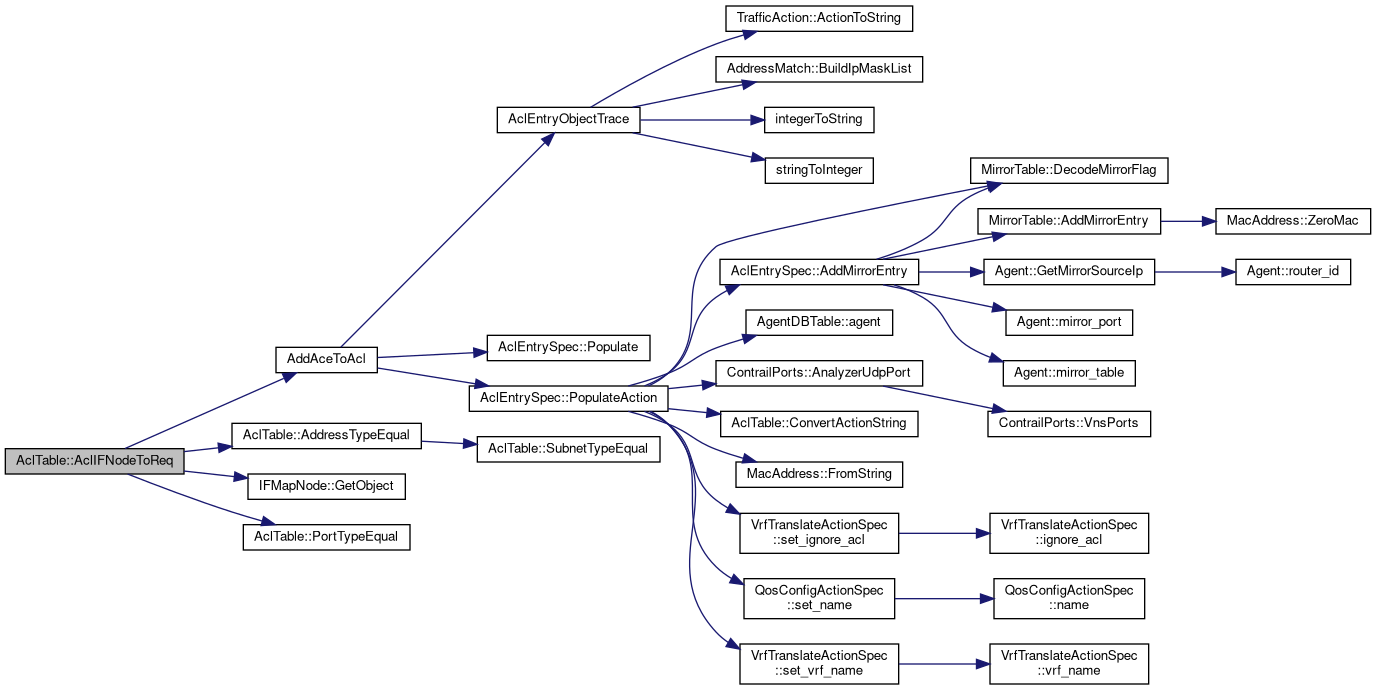 TrafficAction::ActionToString
AddressMatch::BuildIpMaskList
AclEntryObjectTrace
integerToString
stringToInteger
MirrorTable::DecodeMirrorFlag
MirrorTable::AddMirrorEntry
MacAddress::ZeroMac
AclEntrySpec::AddMirrorEntry
Agent::GetMirrorSourceIp
Agent::router_id
AgentDBTable::agent
Agent::mirror_port
AddAceToAcl
AclEntrySpec::Populate
ContrailPorts::AnalyzerUdpPort
Agent::mirror_table
AclEntrySpec::PopulateAction
AclTable::ConvertActionString
ContrailPorts::VnsPorts
AclTable::AclIFNodeToReq
AclTable::AddressTypeEqual
AclTable::SubnetTypeEqual
MacAddress::FromString
IFMapNode::GetObject
AclTable::PortTypeEqual
VrfTranslateActionSpec
::set_ignore_acl
VrfTranslateActionSpec
::ignore_acl
QosConfigActionSpec
::set_name
QosConfigActionSpec
::name
VrfTranslateActionSpec
::set_vrf_name
VrfTranslateActionSpec
::vrf_name